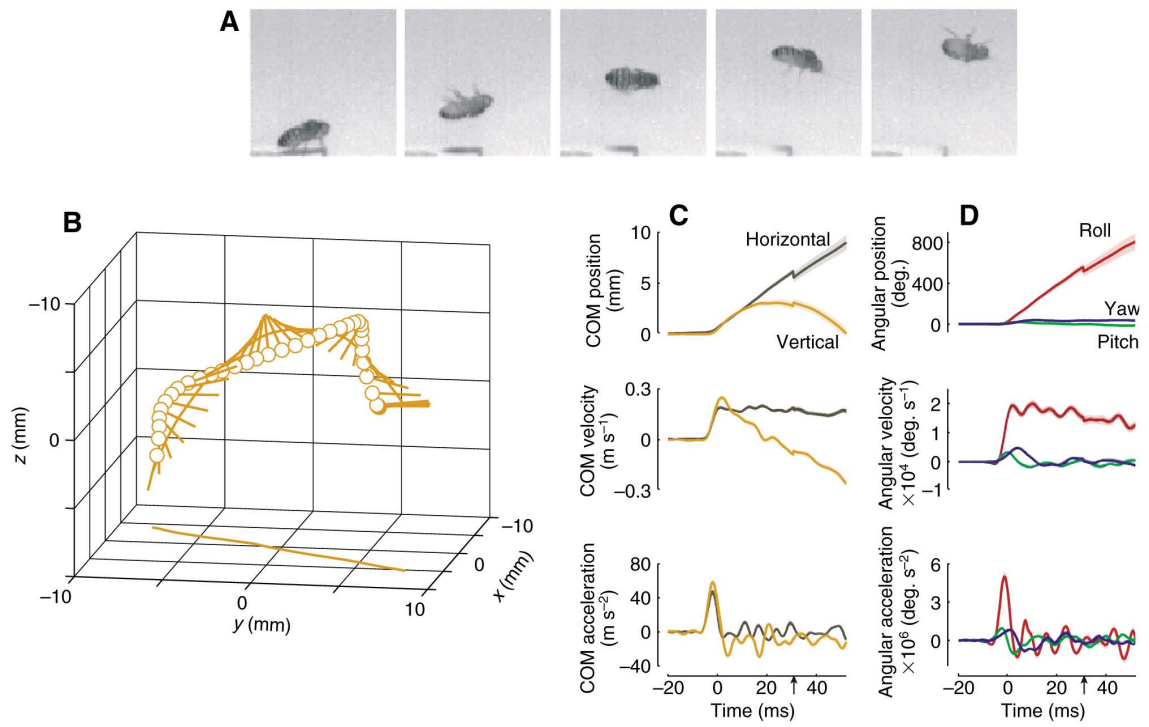 A
B
−10
0
z (mm)
−10
0
10
y (mm)
−10
0
x (mm)
C
10
5
0
COM position
(mm)
Horizontal
Vertical
0.3
0
−0.3
COM velocity
(m s−1)
80
40
0
−40
COM acceleration
(m s−2)
−20
0
20
40
Time (ms)
D
800
400
0
Angular position
(deg.)
Roll
Yaw
Pitch
2
1
0
−1
Angular velocity
×10⁴ (deg. s−1)
6
3
0
Angular acceleration
×10⁶ (deg. s−2)
−20
0
20
40
Time (ms)